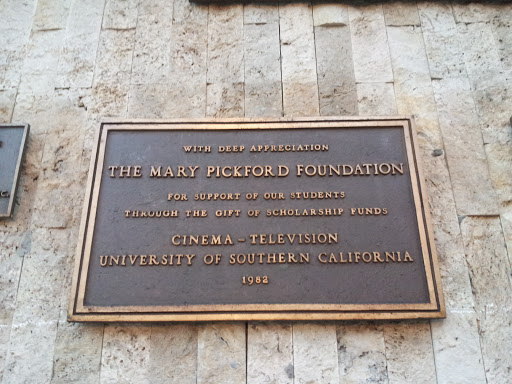 WITH DEEP APPRECIATION
THE MARY PICKFORD FOUNDATION
FOR SUPPORT OF OUR STUDENTS
THROUGH THE GIFT OF SCHOLARSHIP FUNDS
CINEMA - TELEVISION
UNIVERSITY OF SOUTHERN CALIFORNIA
1982